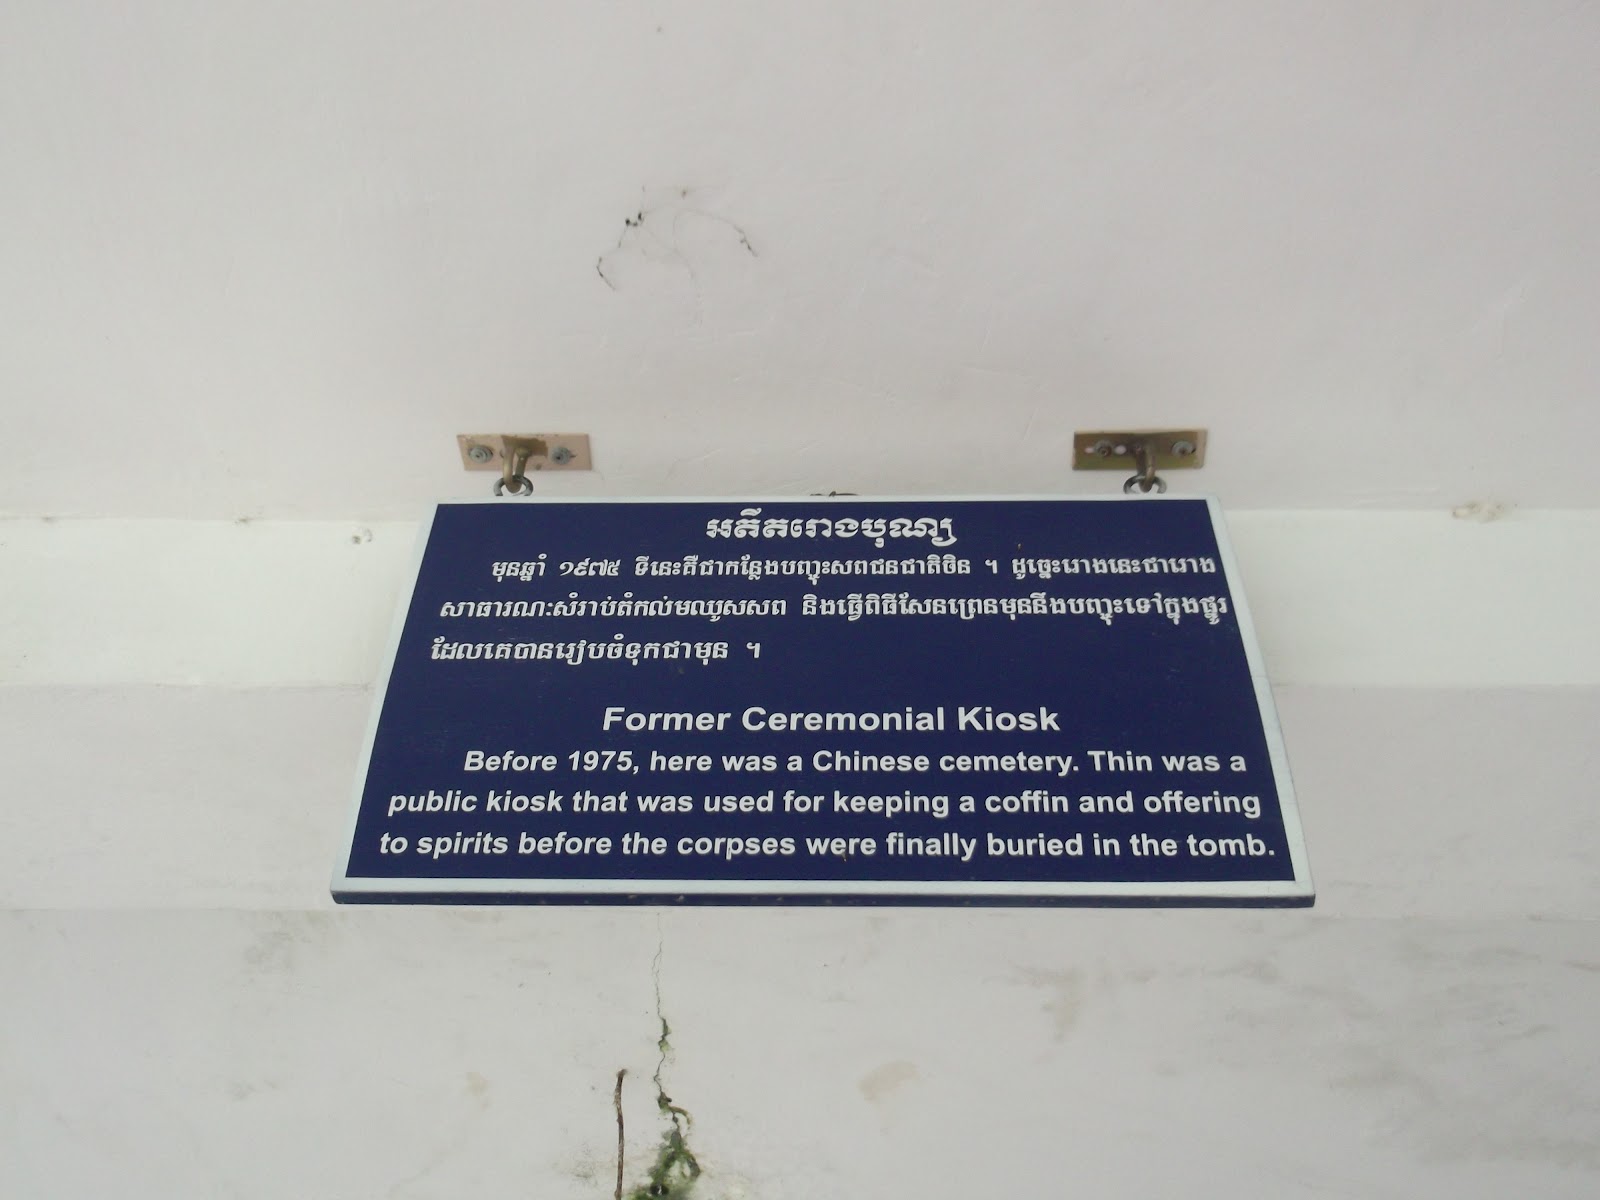 អតីតរោងបុណ្យ
មុនឆ្នាំ ១៩៧៥ ទីនេះគឺជាកន្លែងបញ្ចុះសពជនជាតិចិន ។ ដូច្នេះរោងនេះជារោង
សាធារណៈសំរាប់តំកល់មឈូសសព និងធ្វើពិធីសែនព្រេនមុននឹងបញ្ចុះទៅក្នុងផ្នូរ
ដែលគេបានរៀបចំទុកជាមុន ។
Former Ceremonial Kiosk
Before 1975, here was a Chinese cemetery. Thin was a
public kiosk that was used for keeping a coffin and offering
to spirits before the corpses were finally buried in the tomb.